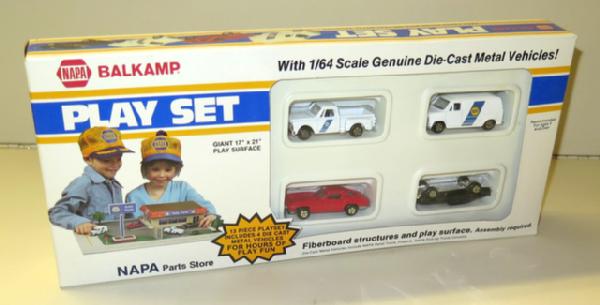 PLAY SET
NAPA BALKAMP
PLAY SET
With 1/64 Scale Genuine Die-Cast Metal Vehicles!
GIANT 17" x 21"
PLAY SURFACE
13 PIECE PLAYSET
INCLUDES 4 DIE CAST
METAL VEHICLES
FOR HOURS OF
PLAY FUN
NAPA Parts Store
Fiberboard structures and play surface. Assembly required.